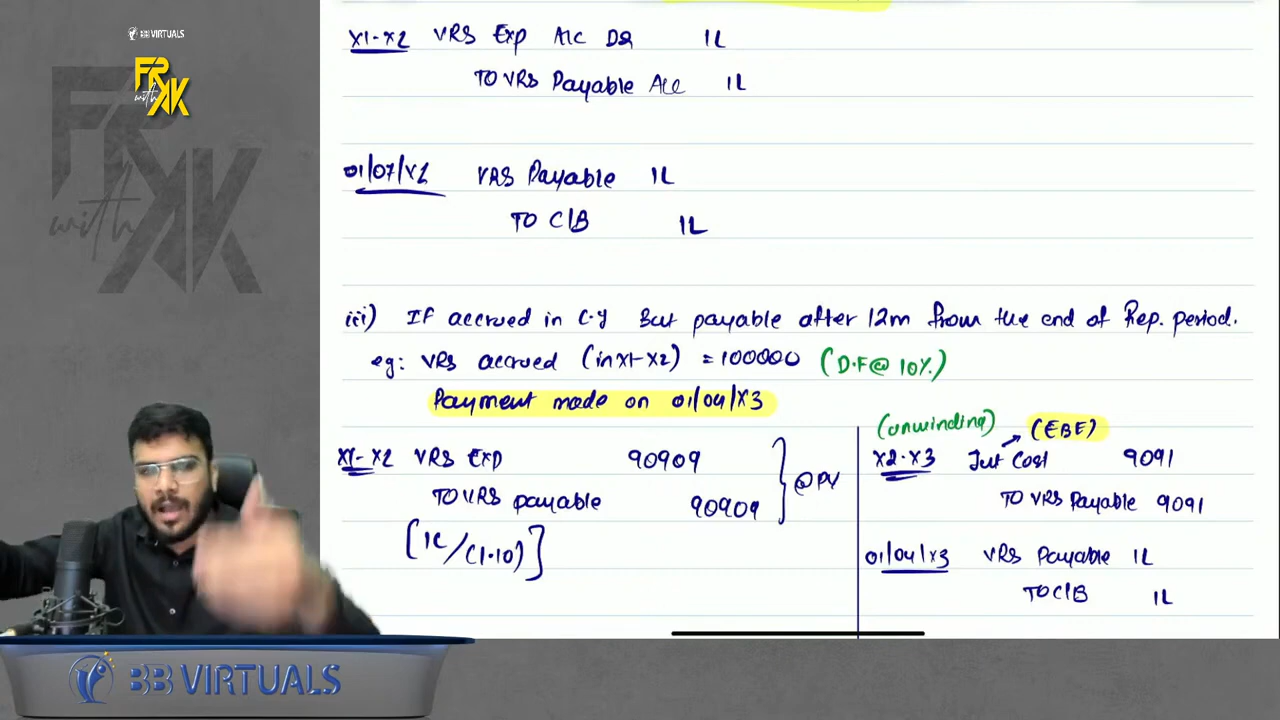 BB VIRTUALS
FR
with
AK
X1-X2 VRS Exp A/c DR 1L
TO VRS Payable A/c 1L
01/07/X2 VRS Payable 1L
TO C/B 1L
iii) IF accrued in C.Y But payable after 12m from the end of Rep. period.
eg: VRS accrued (in X1-X2) = 100000 (D.F @ 10%)
Payment made on 01/04/X3
X1-X2 VRS EXP 90909
TO VRS payable 90909
@PV
[1L/(1.10)]
(unwinding) (EBE)
X2-X3 Int Cost 9091
TO VRS Payable 9091
01/04/X3 VRS Payable 1L
TO C/B 1L
FR
with
AK
BB VIRTUALS